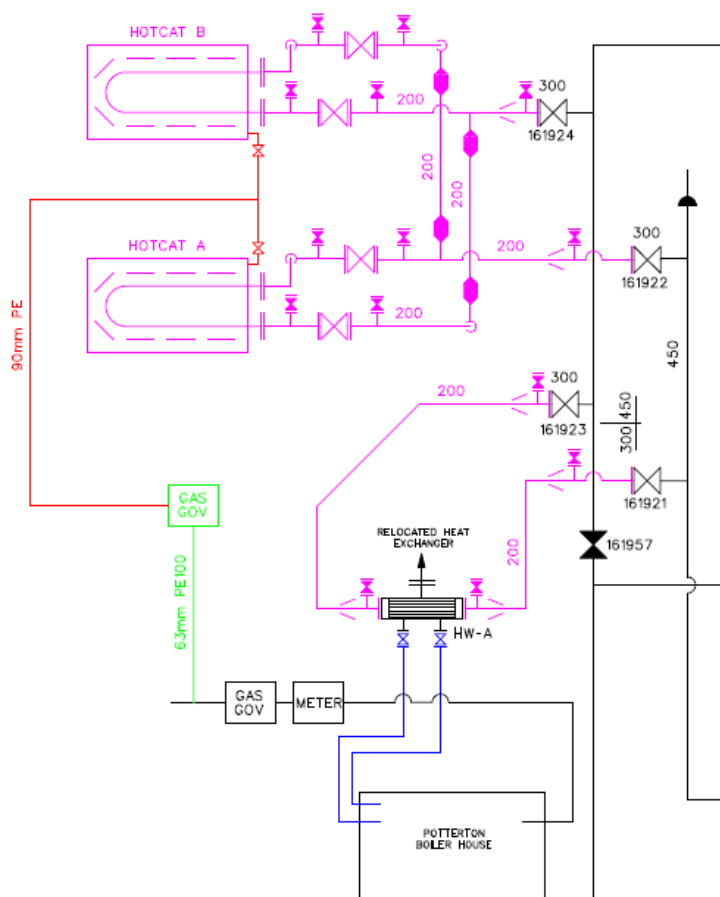 HOTCAT B
300
200
161924
200
200
HOTCAT A
200
300
161922
200
90mm PE
450
300
200
161923
300 450
161921
GAS
GOV
RELOCATED HEAT
EXCHANGER
161957
200
63mm PE100
HW-A
GAS
GOV
METER
POTTERTON
BOILER HOUSE